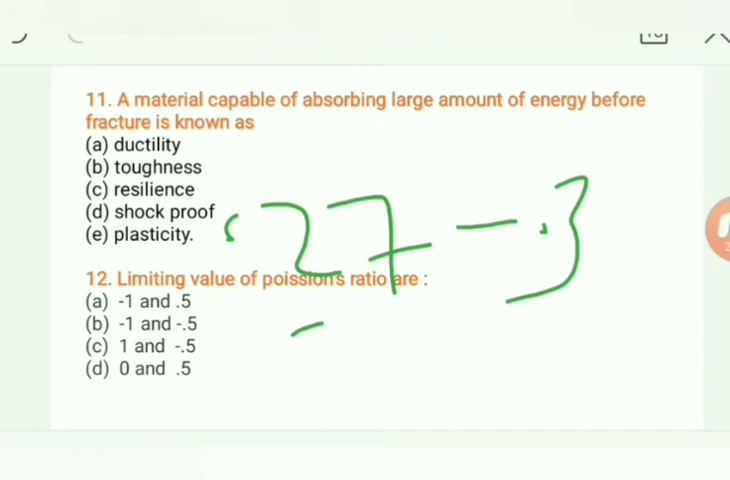 11. A material capable of absorbing large amount of energy before
fracture is known as
(a) ductility
(b) toughness
(c) resilience
(d) shock proof
(e) plasticity.
.27 - .3
12. Limiting value of poission's ratio are :
(a) -1 and .5
(b) -1 and -.5
(c) 1 and -.5
(d) 0 and .5